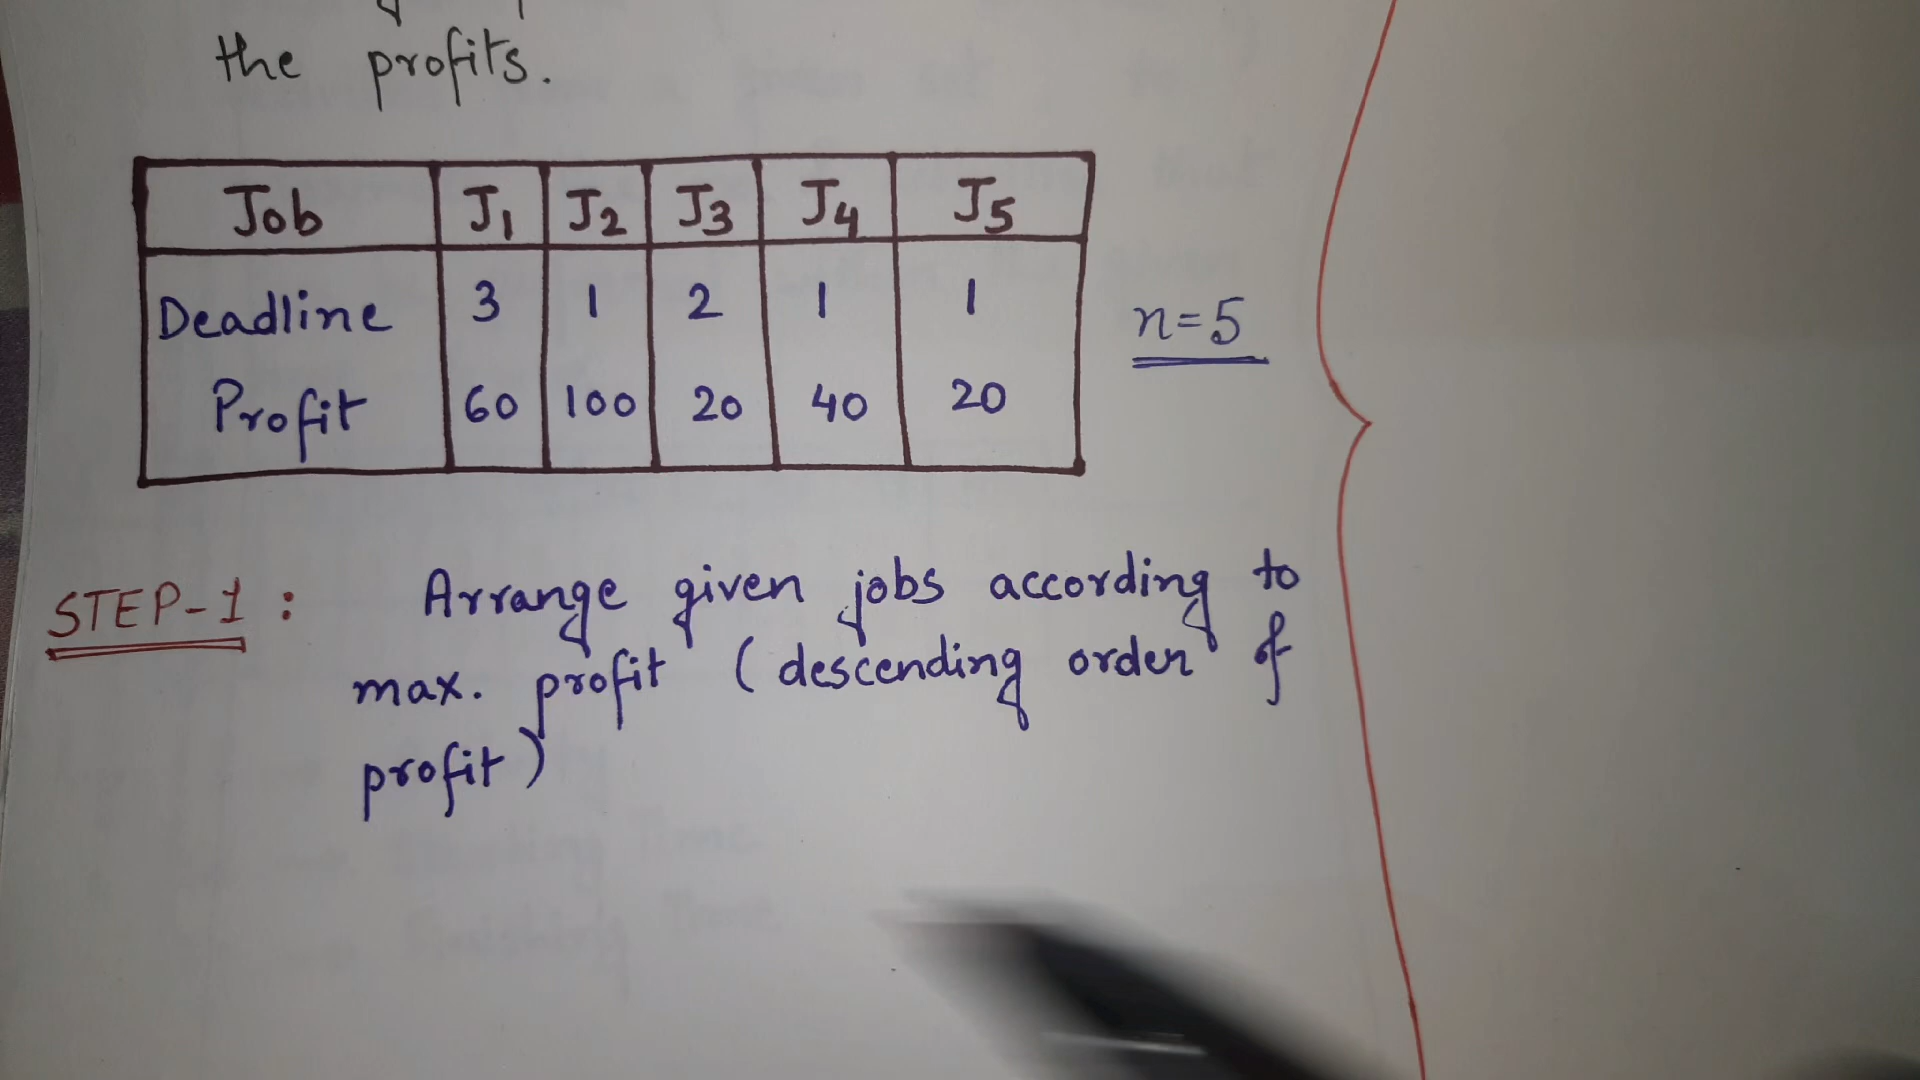 the profits.
Job J1 J2 J3 J4 J5
Deadline 3 1 2 1 1
n=5
Profit 60 100 20 40 20
STEP-1 : Arrange given jobs according to
max. profit (descending order of
profit)